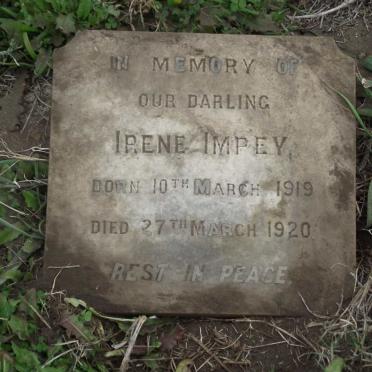 IN MEMORY OF
OUR DARLING
IRENE IMPEY,
BORN 10TH MARCH 1919
DIED 27TH MARCH 1920
REST IN PEACE